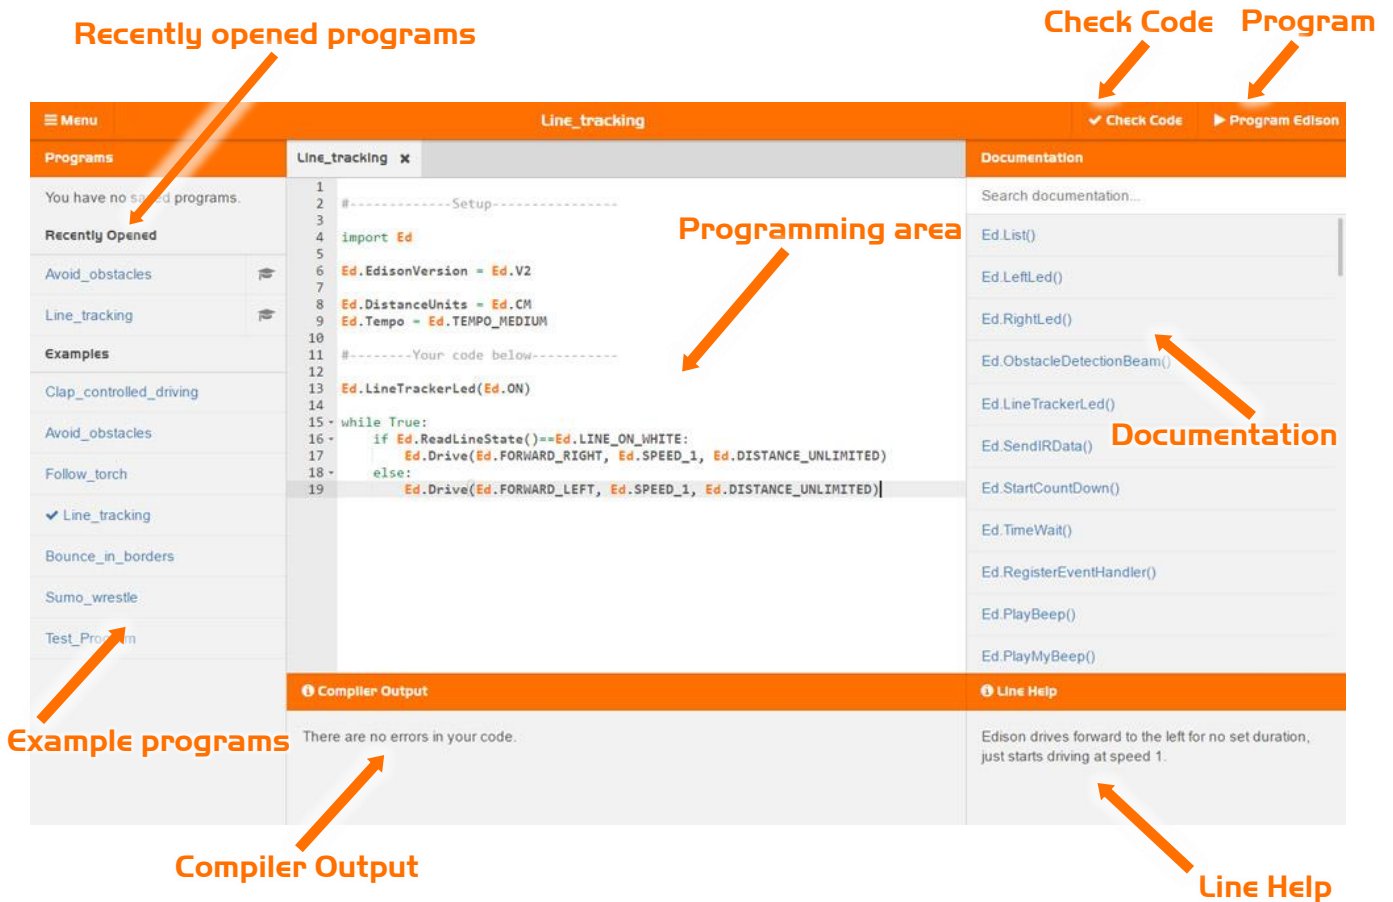 Recently opened programs
Check Code
Program
Menu
Line_tracking
Check Code
Program Edison
Programs
Line_tracking x
Documentation
You have no saved programs.
Recently Opened
Avoid_obstacles
Line_tracking
Examples
Clap_controlled_driving
Avoid_obstacles
Follow_torch
Line_tracking
Bounce_in_borders
Sumo_wrestle
Test_Program
Example programs
1
2 #-------------Setup----------------
3
4 import Ed
5
6 Ed.EdisonVersion = Ed.V2
7
8 Ed.DistanceUnits = Ed.CM
9 Ed.Tempo = Ed.TEMPO_MEDIUM
10
11 #--------Your code below-----------
12
13 Ed.LineTrackerLed(Ed.ON)
14
15 while True:
16     if Ed.ReadLineState()==Ed.LINE_ON_WHITE:
17         Ed.Drive(Ed.FORWARD_RIGHT, Ed.SPEED_1, Ed.DISTANCE_UNLIMITED)
18     else:
19         Ed.Drive(Ed.FORWARD_LEFT, Ed.SPEED_1, Ed.DISTANCE_UNLIMITED)
Programming area
Search documentation...
Ed.List()
Ed.LeftLed()
Ed.RightLed()
Ed.ObstacleDetectionBeam()
Ed.LineTrackerLed()
Documentation
Ed.SendIRData()
Ed.StartCountDown()
Ed.TimeWait()
Ed.RegisterEventHandler()
Ed.PlayBeep()
Ed.PlayMyBeep()
Compiler Output
There are no errors in your code.
Compiler Output
Line Help
Edison drives forward to the left for no set duration,
just starts driving at speed 1.
Line Help